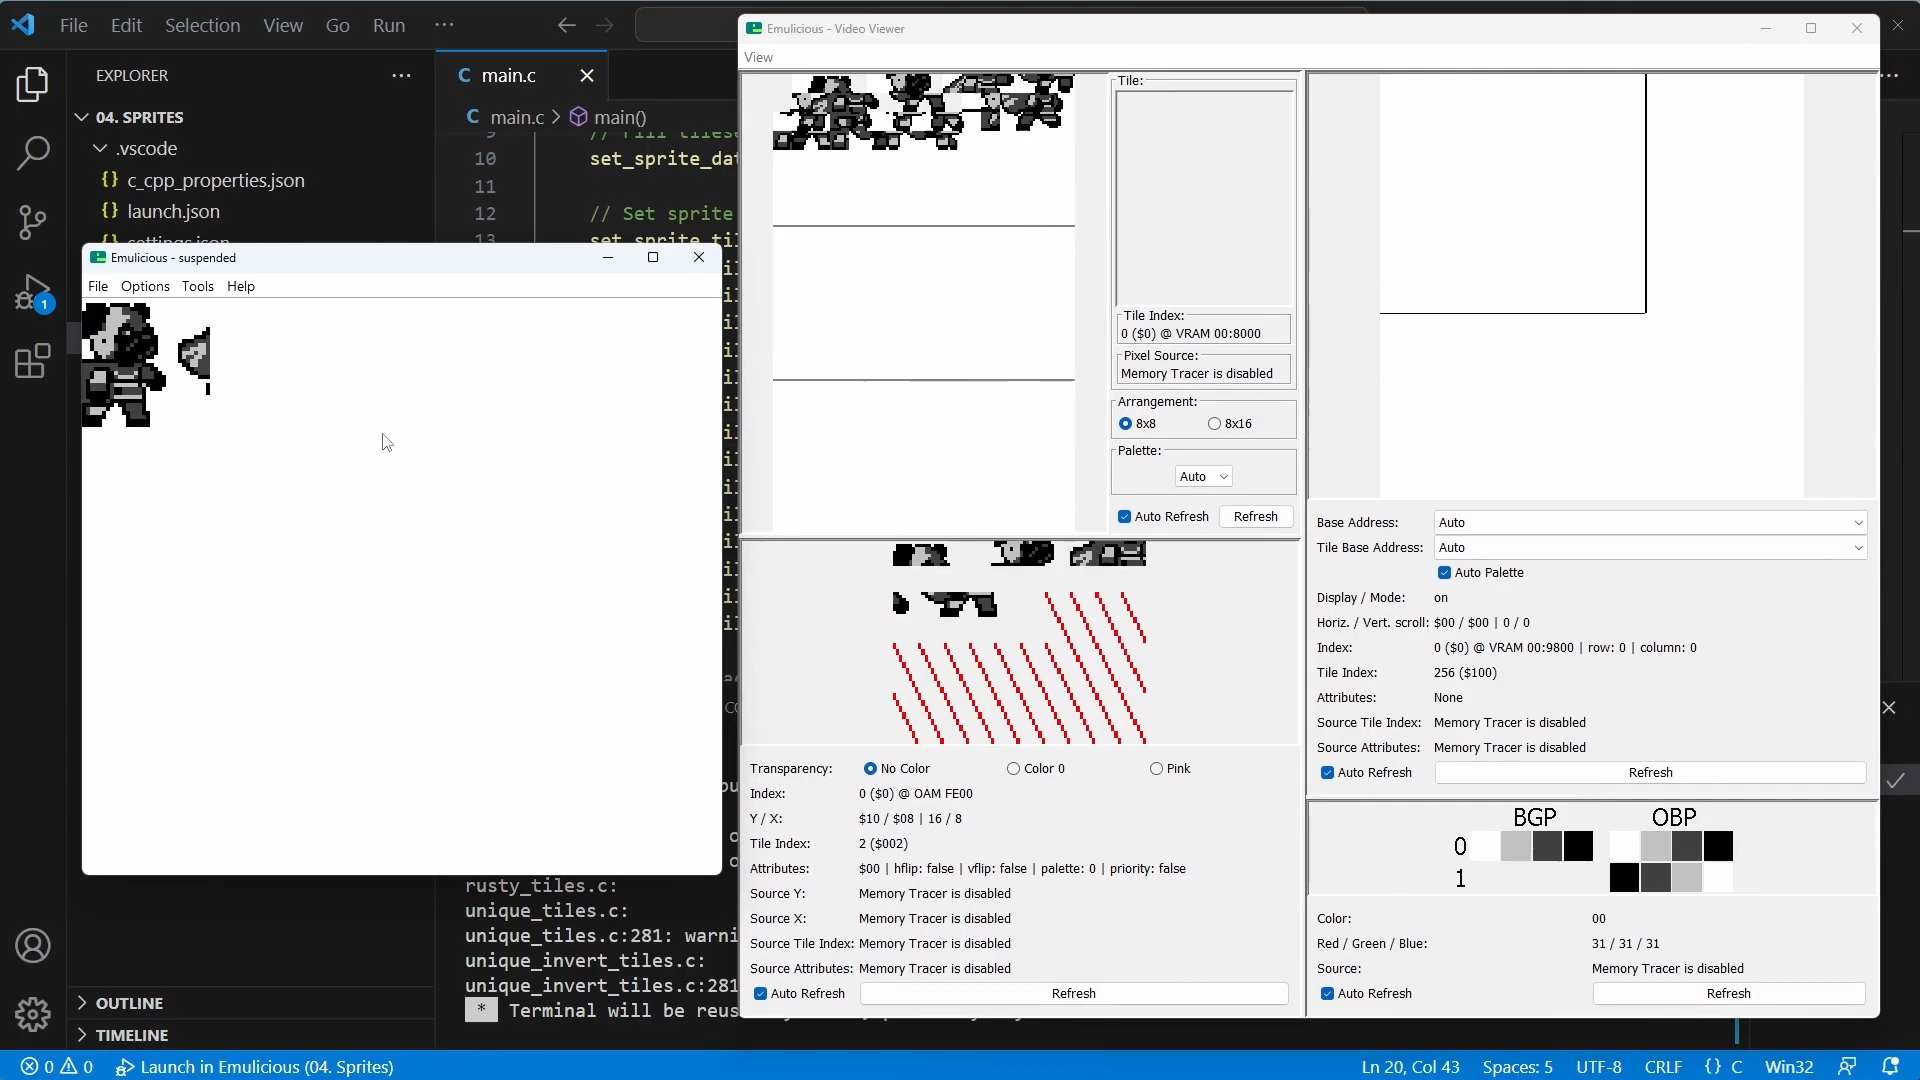 File Edit Selection View Go Run ···
EXPLORER
04. SPRITES
.vscode
{} c_cpp_properties.json
{} launch.json
{} settings.json
OUTLINE
TIMELINE
C main.c
C main.c > main()
9
10 set_sprite_dat
11
12 // Set sprite
13 set_sprite_til
rusty_tiles.c:
unique_tiles.c:
unique_tiles.c:281: warni
unique_invert_tiles.c:
unique_invert_tiles.c:281
* Terminal will be reus
Emulicious - suspended
File Options Tools Help
Emulicious - Video Viewer
View
Tile:
Tile Index:
0 ($0) @ VRAM 00:8000
Pixel Source:
Memory Tracer is disabled
Arrangement:
8x8 8x16
Palette:
Auto
Auto Refresh Refresh
Transparency: No Color Color 0 Pink
Index: 0 ($0) @ OAM FE00
Y / X: $10 / $08 | 16 / 8
Tile Index: 2 ($002)
Attributes: $00 | hflip: false | vflip: false | palette: 0 | priority: false
Source Y: Memory Tracer is disabled
Source X: Memory Tracer is disabled
Source Tile Index: Memory Tracer is disabled
Source Attributes: Memory Tracer is disabled
Auto Refresh Refresh
Base Address: Auto
Tile Base Address: Auto
Auto Palette
Display / Mode: on
Horiz. / Vert. scroll: $00 / $00 | 0 / 0
Index: 0 ($0) @ VRAM 00:9800 | row: 0 | column: 0
Tile Index: 256 ($100)
Attributes: None
Source Tile Index: Memory Tracer is disabled
Source Attributes: Memory Tracer is disabled
Auto Refresh Refresh
BGP OBP
0
1
Color: 00
Red / Green / Blue: 31 / 31 / 31
Source: Memory Tracer is disabled
Auto Refresh Refresh
1
0 0 Launch in Emulicious (04. Sprites) Ln 20, Col 43 Spaces: 5 UTF-8 CRLF {} C Win32